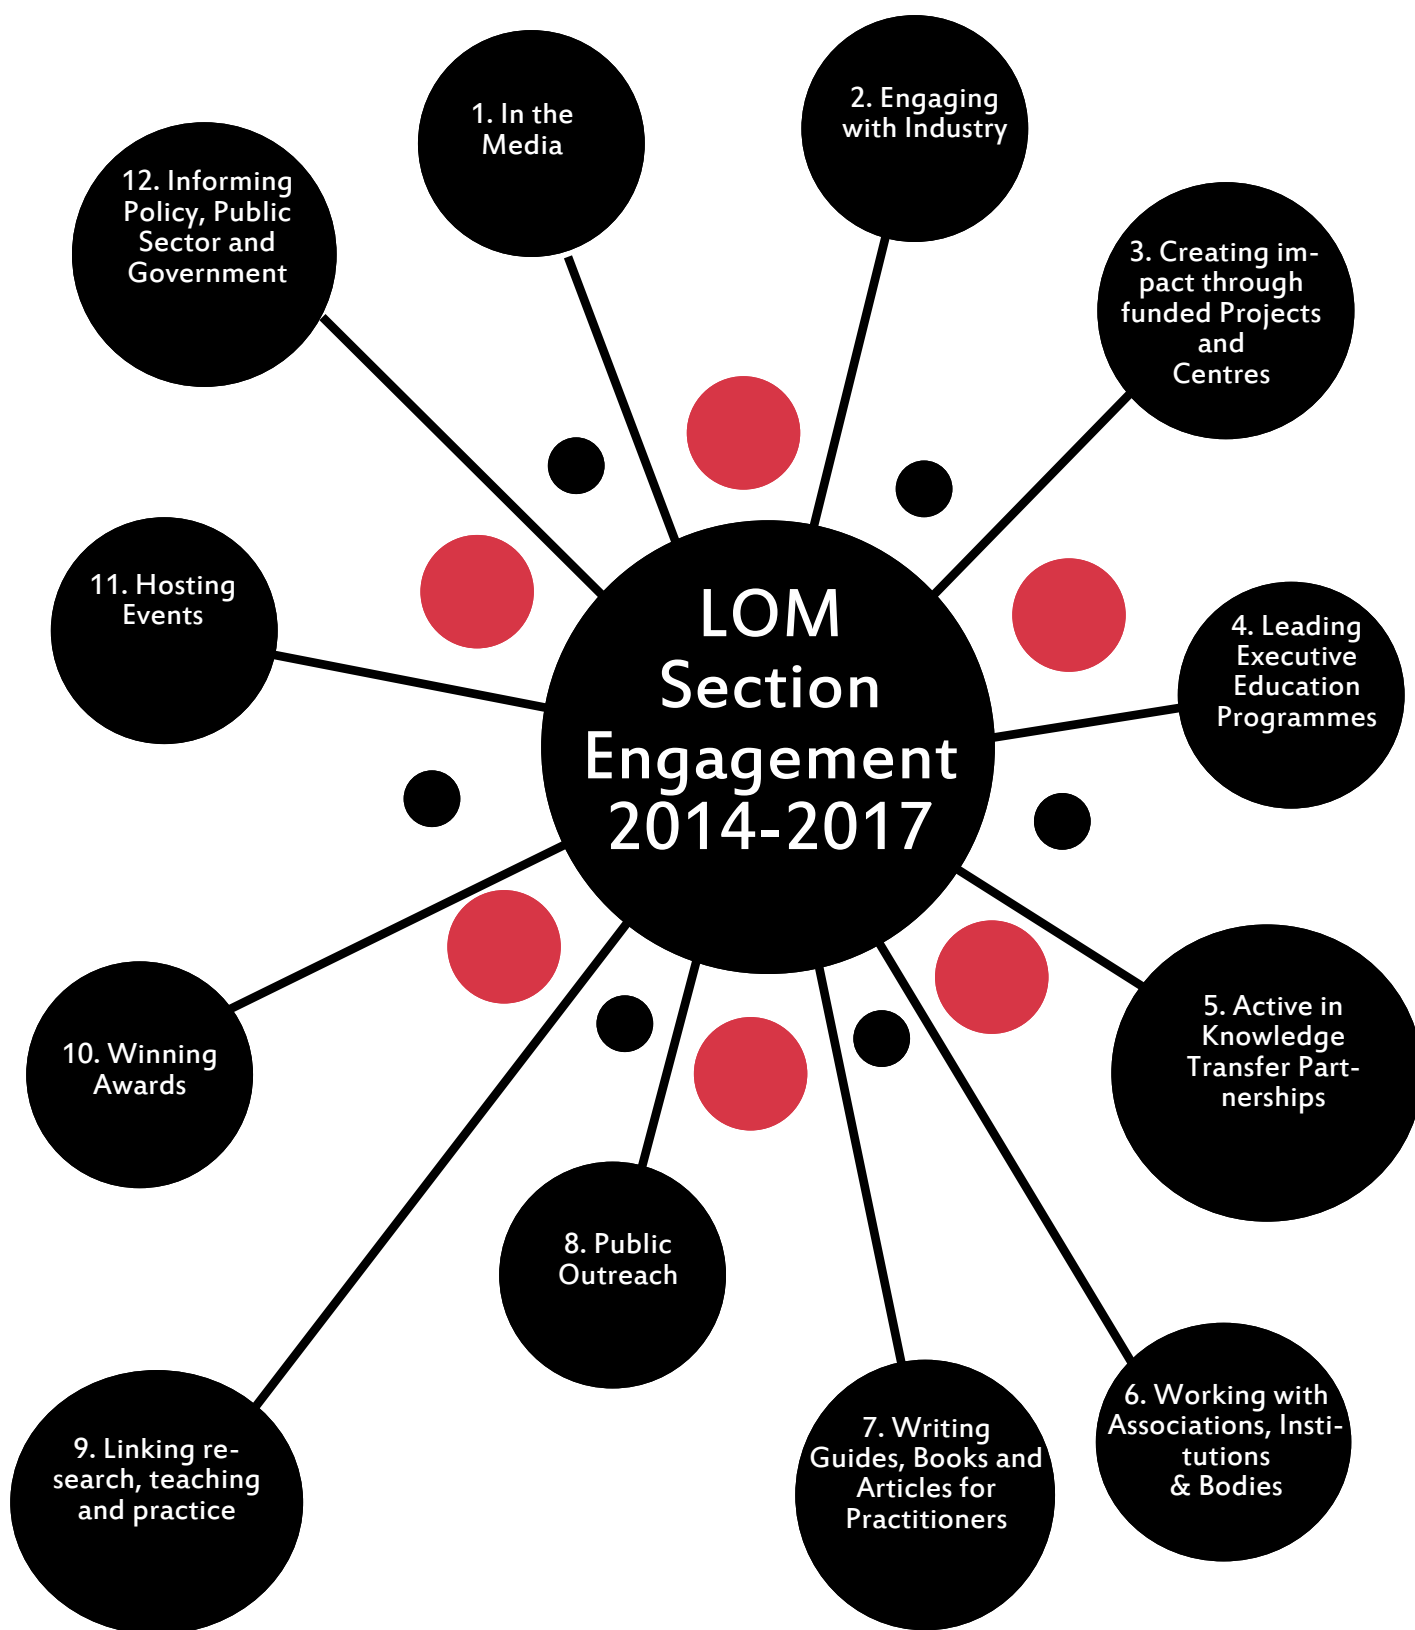 LOM
Section
Engagement
2014-2017
1. In the
Media
2. Engaging
with Industry
3. Creating im-
pact through
funded Projects
and
Centres
4. Leading
Executive
Education
Programmes
5. Active in
Knowledge
Transfer Part-
nerships
6. Working with
Associations, Insti-
tutions
& Bodies
7. Writing
Guides, Books and
Articles for
Practitioners
8. Public
Outreach
9. Linking re-
search, teaching
and practice
10. Winning
Awards
11. Hosting
Events
12. Informing
Policy, Public
Sector and
Government